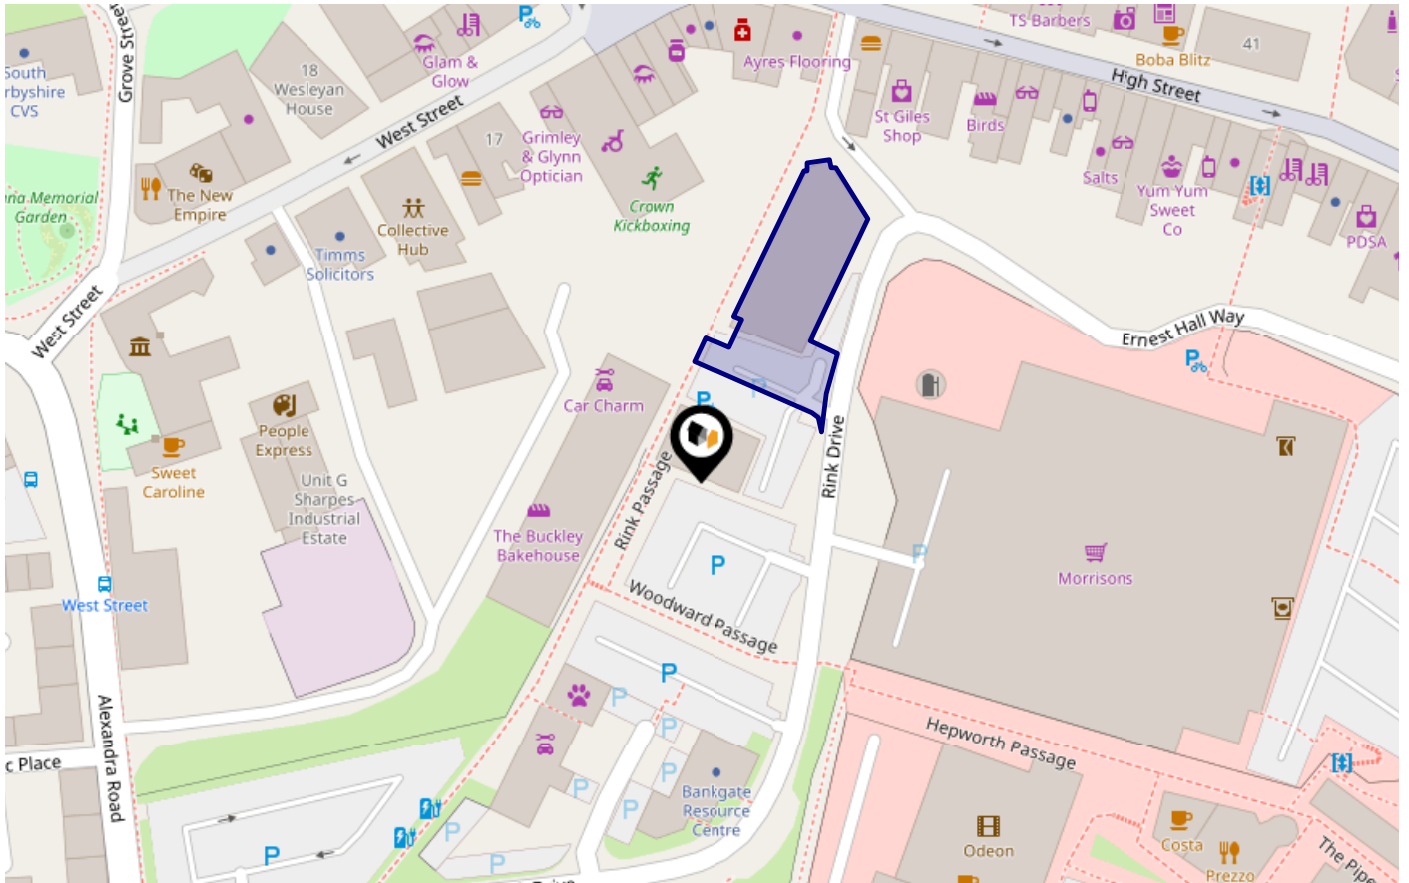 TS Barbers
Boba Blitz
41
High Street
Grove Street
South
rbyshire
CVS
18
Wesleyan
House
Glam &
Glow
West Street
17
Grimley
& Glynn
Optician
Ayres Flooring
St Giles
Shop
Birds
Salts
Yum Yum
Sweet
Co
PDSA
The New
Empire
na Memorial
Garden
Collective
Hub
Timms
Solicitors
Crown
Kickboxing
West Street
Ernest Hall Way
Car Charm
People
Express
Sweet
Caroline
Unit G
Sharpes
Industrial
Estate
Rink Passage
Rink Drive
The Buckley
Bakehouse
P
P
P
P
Morrisons
West Street
Woodward Passage
P
P
P
P
P
P
P
P
P
Alexandra Road
c Place
Hepworth Passage
Bankgate
Resource
Centre
Odeon
Costa
Prezzo
The Pipe